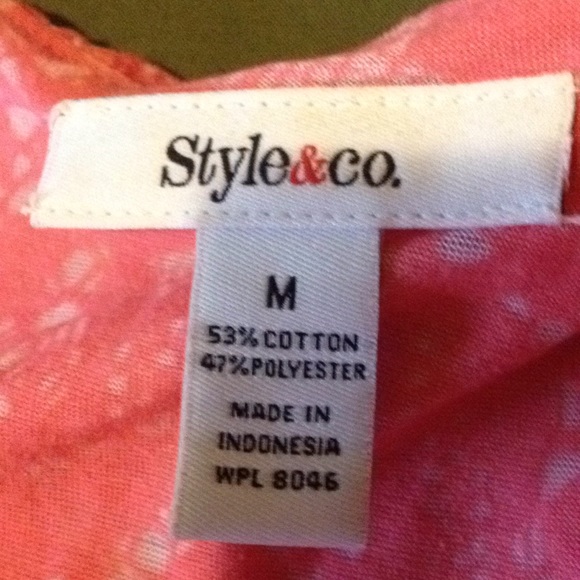 Style&co.
M
53% COTTON
47% POLYESTER
MADE IN
INDONESIA
WPL 8046